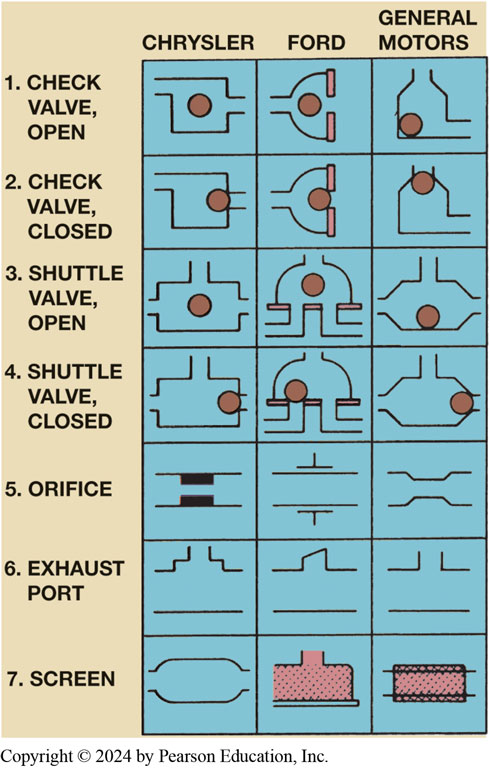 CHRYSLER FORD GENERAL MOTORS
1. CHECK
VALVE,
OPEN
2. CHECK
VALVE,
CLOSED
3. SHUTTLE
VALVE,
OPEN
4. SHUTTLE
VALVE,
CLOSED
5. ORIFICE
6. EXHAUST
PORT
7. SCREEN
Copyright © 2024 by Pearson Education, Inc.